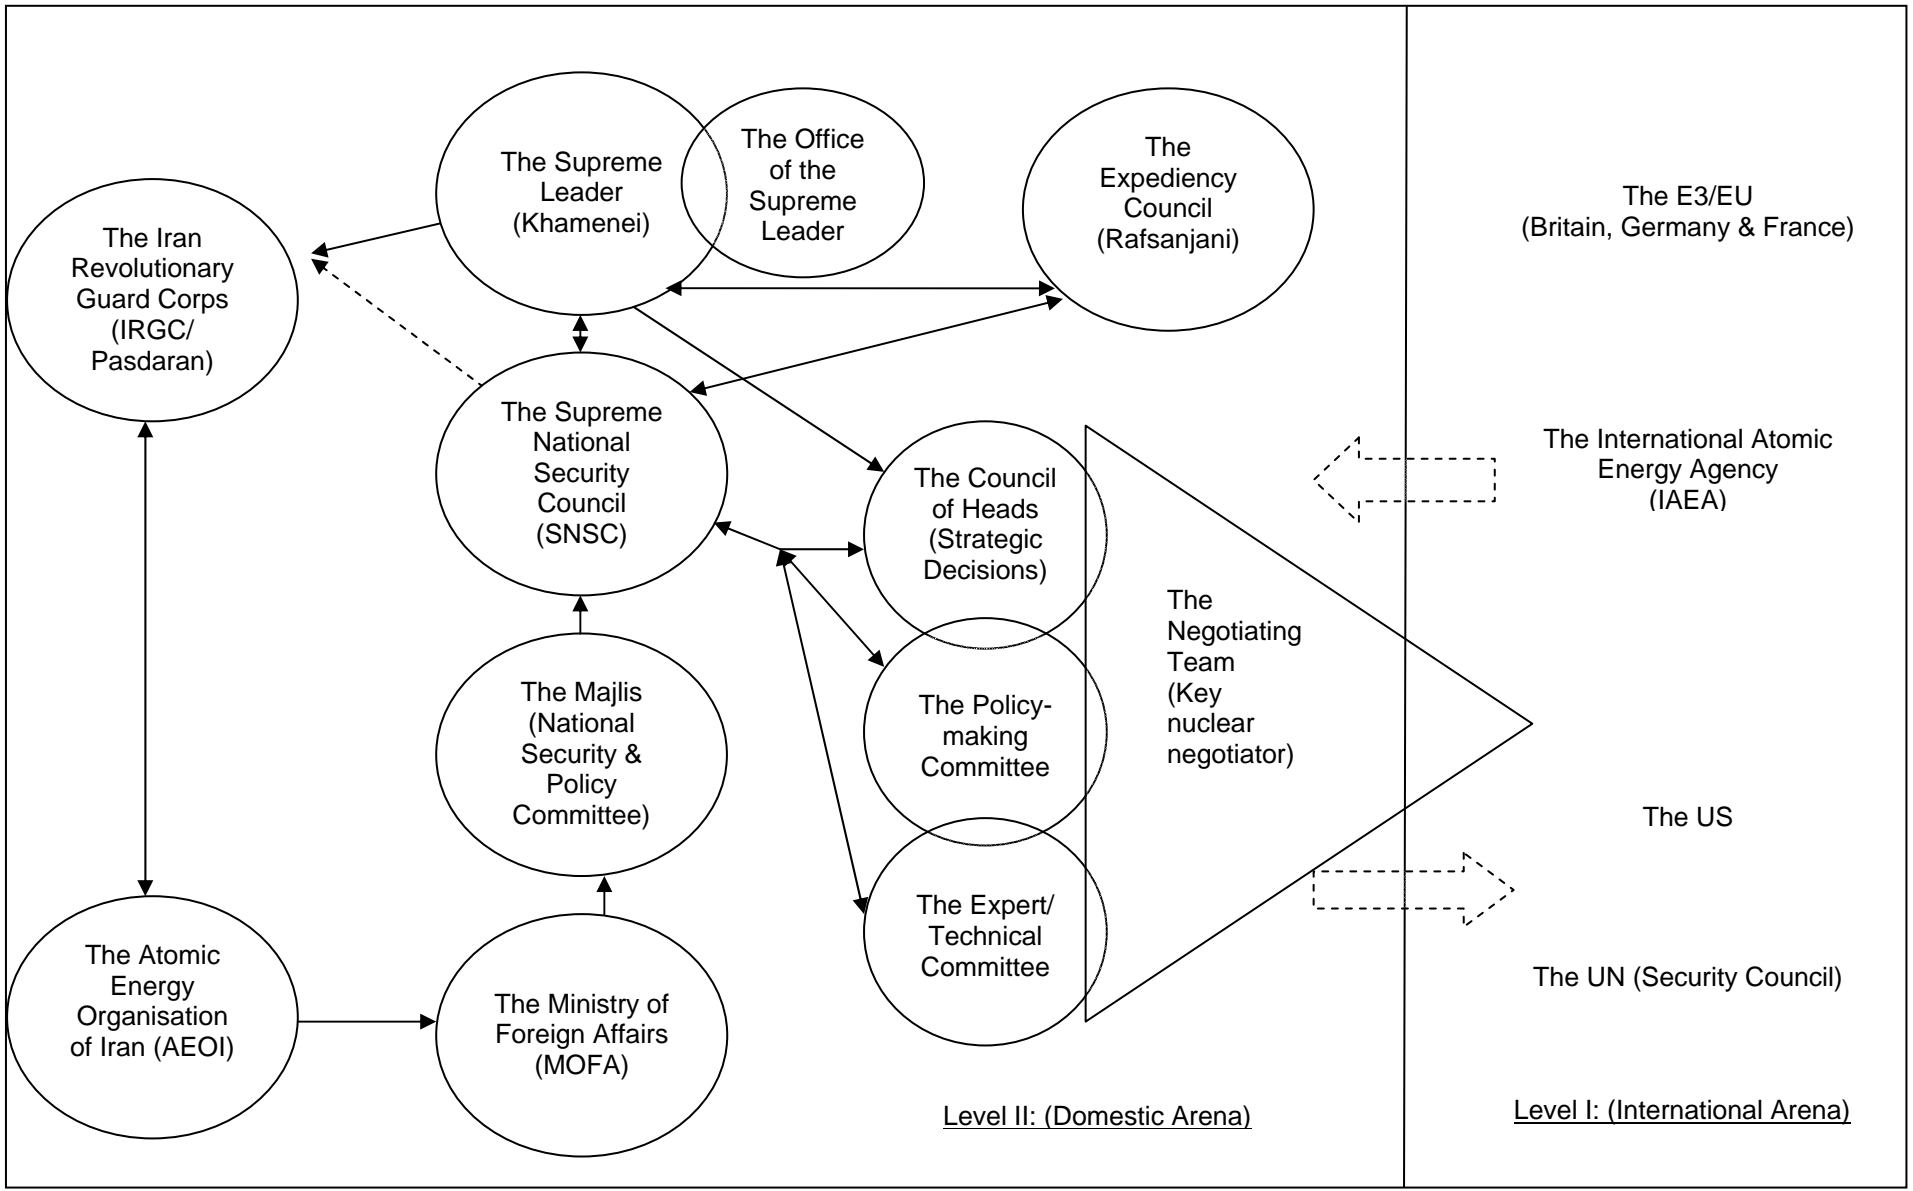 The Supreme
Leader
(Khamenei)
The Office
of the
Supreme
Leader
The
Expediency
Council
(Rafsanjani)
The E3/EU
(Britain, Germany & France)
The Iran
Revolutionary
Guard Corps
(IRGC/
Pasdaran)
The Supreme
National
Security
Council
(SNSC)
The Council
of Heads
(Strategic
Decisions)
The International Atomic
Energy Agency
(IAEA)
The
Negotiating
Team
(Key
nuclear
negotiator)
The Majlis
(National
Security &
Policy
Committee)
The Policy-
making
Committee
The US
The Atomic
Energy
Organisation
of Iran (AEOI)
The Ministry of
Foreign Affairs
(MOFA)
The Expert/
Technical
Committee
The UN (Security Council)
Level II: (Domestic Arena)
Level I: (International Arena)